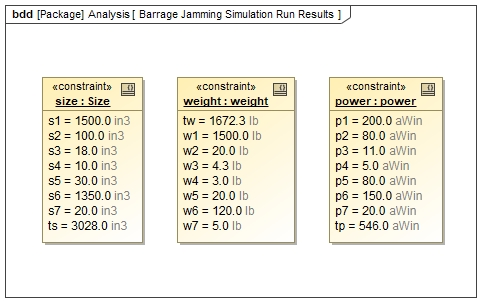 bdd [Package] Analysis [ Barrage Jamming Simulation Run Results ]
«constraint»
size : Size
s1 = 1500.0 in3
s2 = 100.0 in3
s3 = 18.0 in3
s4 = 10.0 in3
s5 = 30.0 in3
s6 = 1350.0 in3
s7 = 20.0 in3
ts = 3028.0 in3
«constraint»
weight : weight
tw = 1672.3 lb
w1 = 1500.0 lb
w2 = 20.0 lb
w3 = 4.3 lb
w4 = 3.0 lb
w5 = 20.0 lb
w6 = 120.0 lb
w7 = 5.0 lb
«constraint»
power : power
p1 = 200.0 aWin
p2 = 80.0 aWin
p3 = 11.0 aWin
p4 = 5.0 aWin
p5 = 80.0 aWin
p6 = 150.0 aWin
p7 = 20.0 aWin
tp = 546.0 aWin